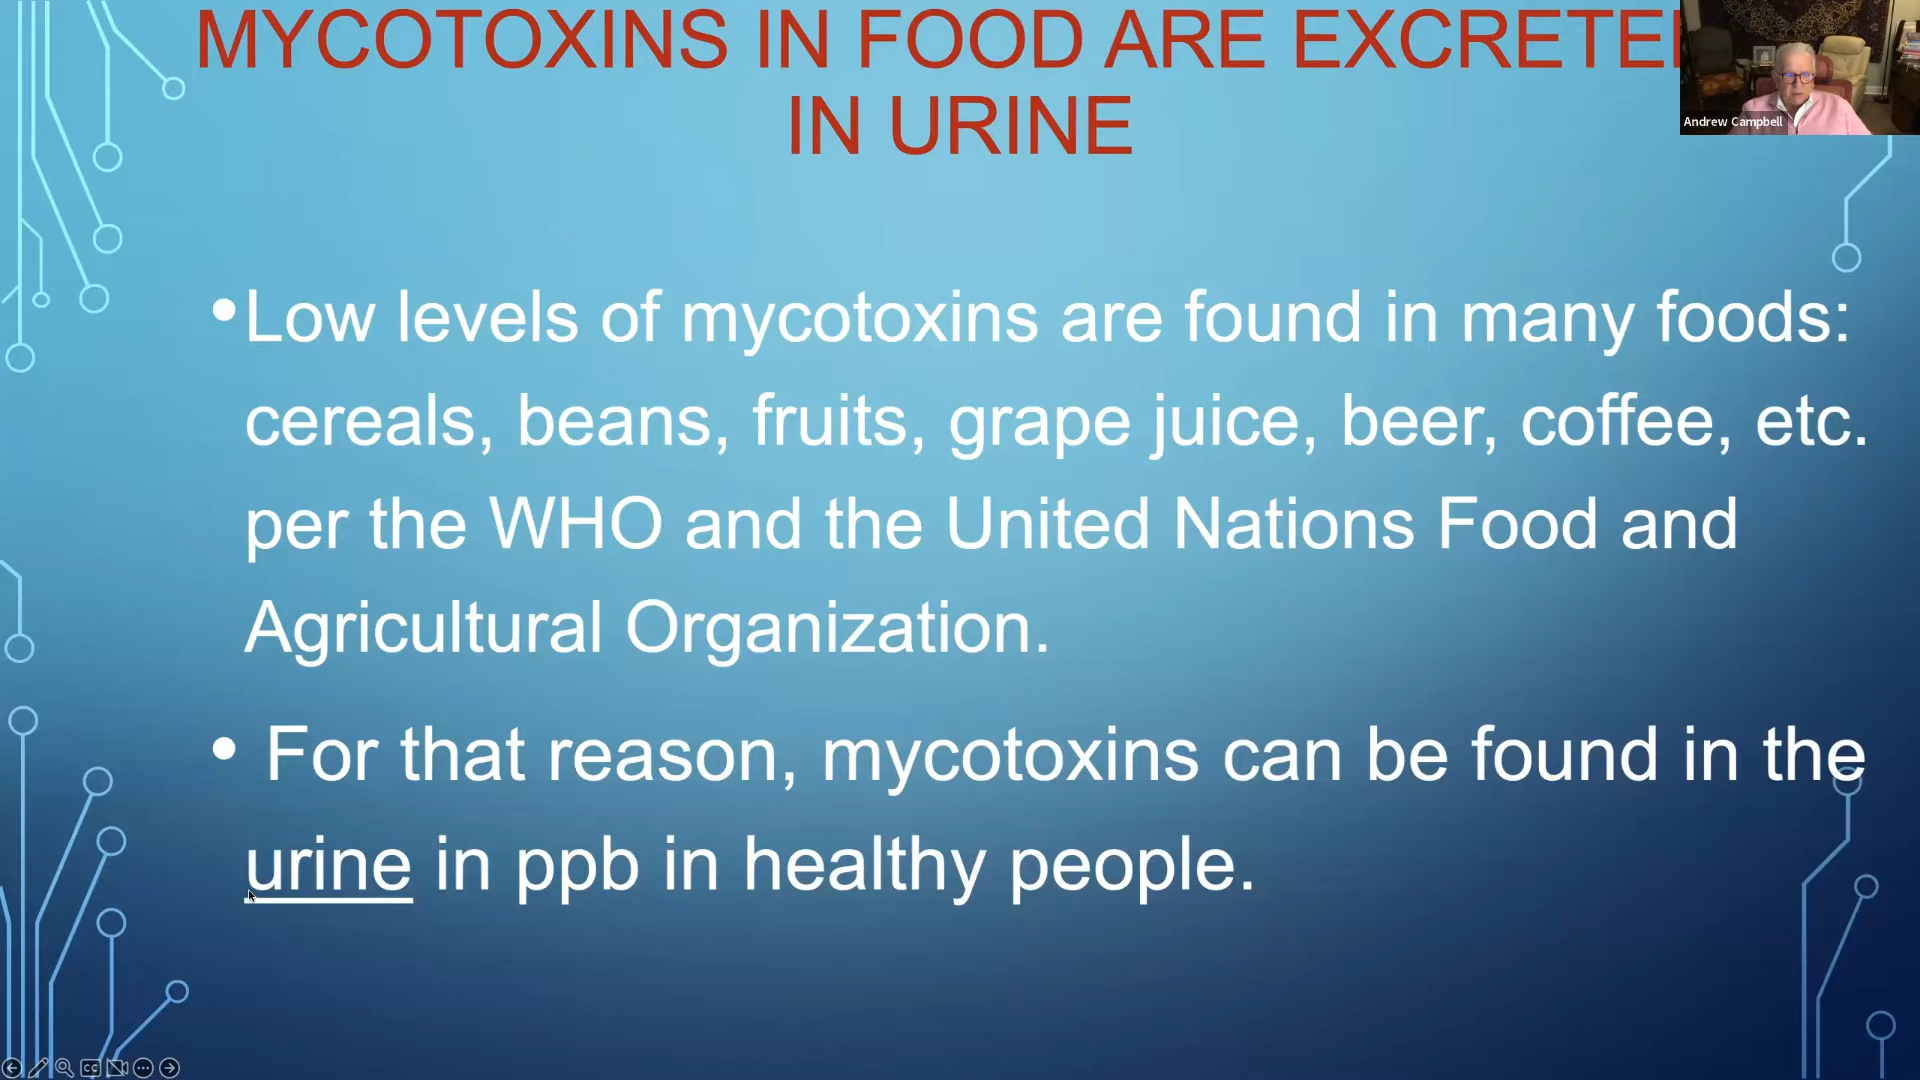 MYCOTOXINS IN FOOD ARE EXCRETE
IN URINE
Andrew Campbell
•Low levels of mycotoxins are found in many foods:
cereals, beans, fruits, grape juice, beer, coffee, etc.
per the WHO and the United Nations Food and
Agricultural Organization.
• For that reason, mycotoxins can be found in the
urine in ppb in healthy people.
CC